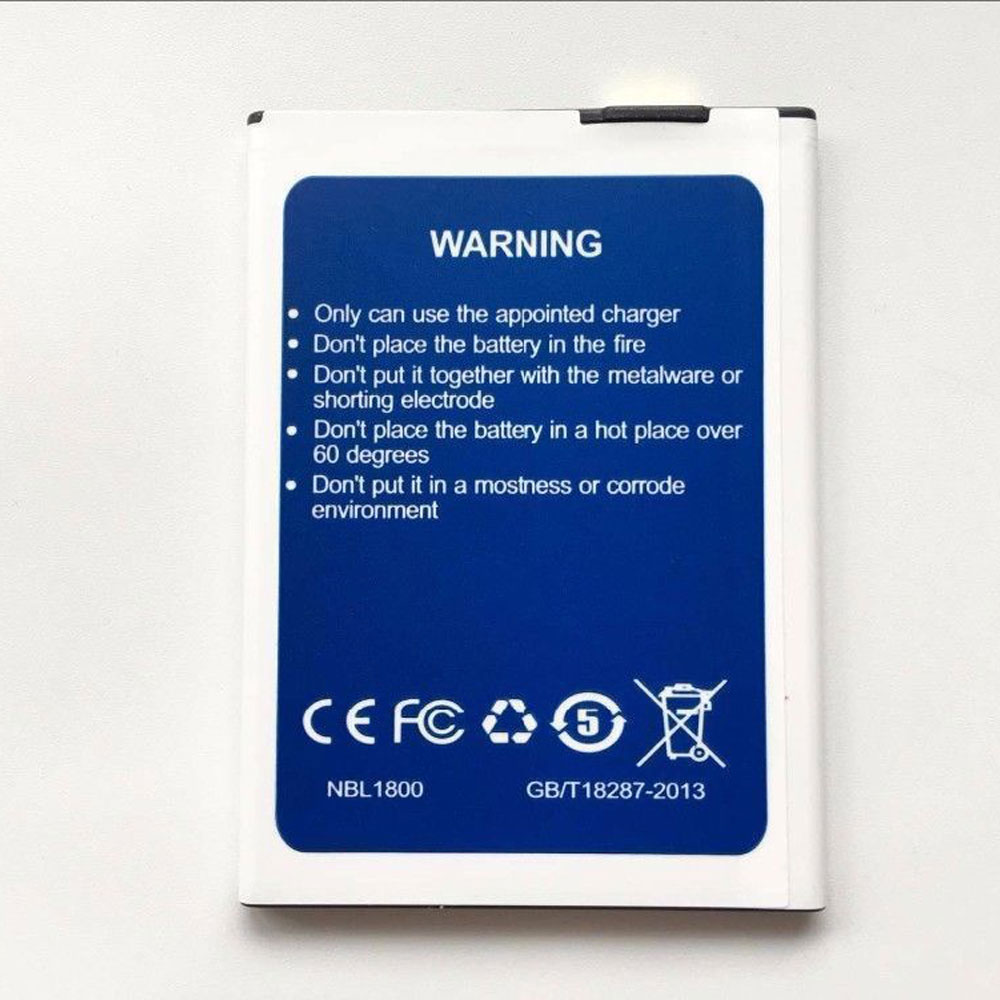 WARNING
• Only can use the appointed charger
• Don't place the battery in the fire
• Don't put it together with the metalware or
shorting electrode
• Don't place the battery in a hot place over
60 degrees
• Don't put it in a mostness or corrode
environment
CE FC 5
NBL1800 GB/T18287-2013